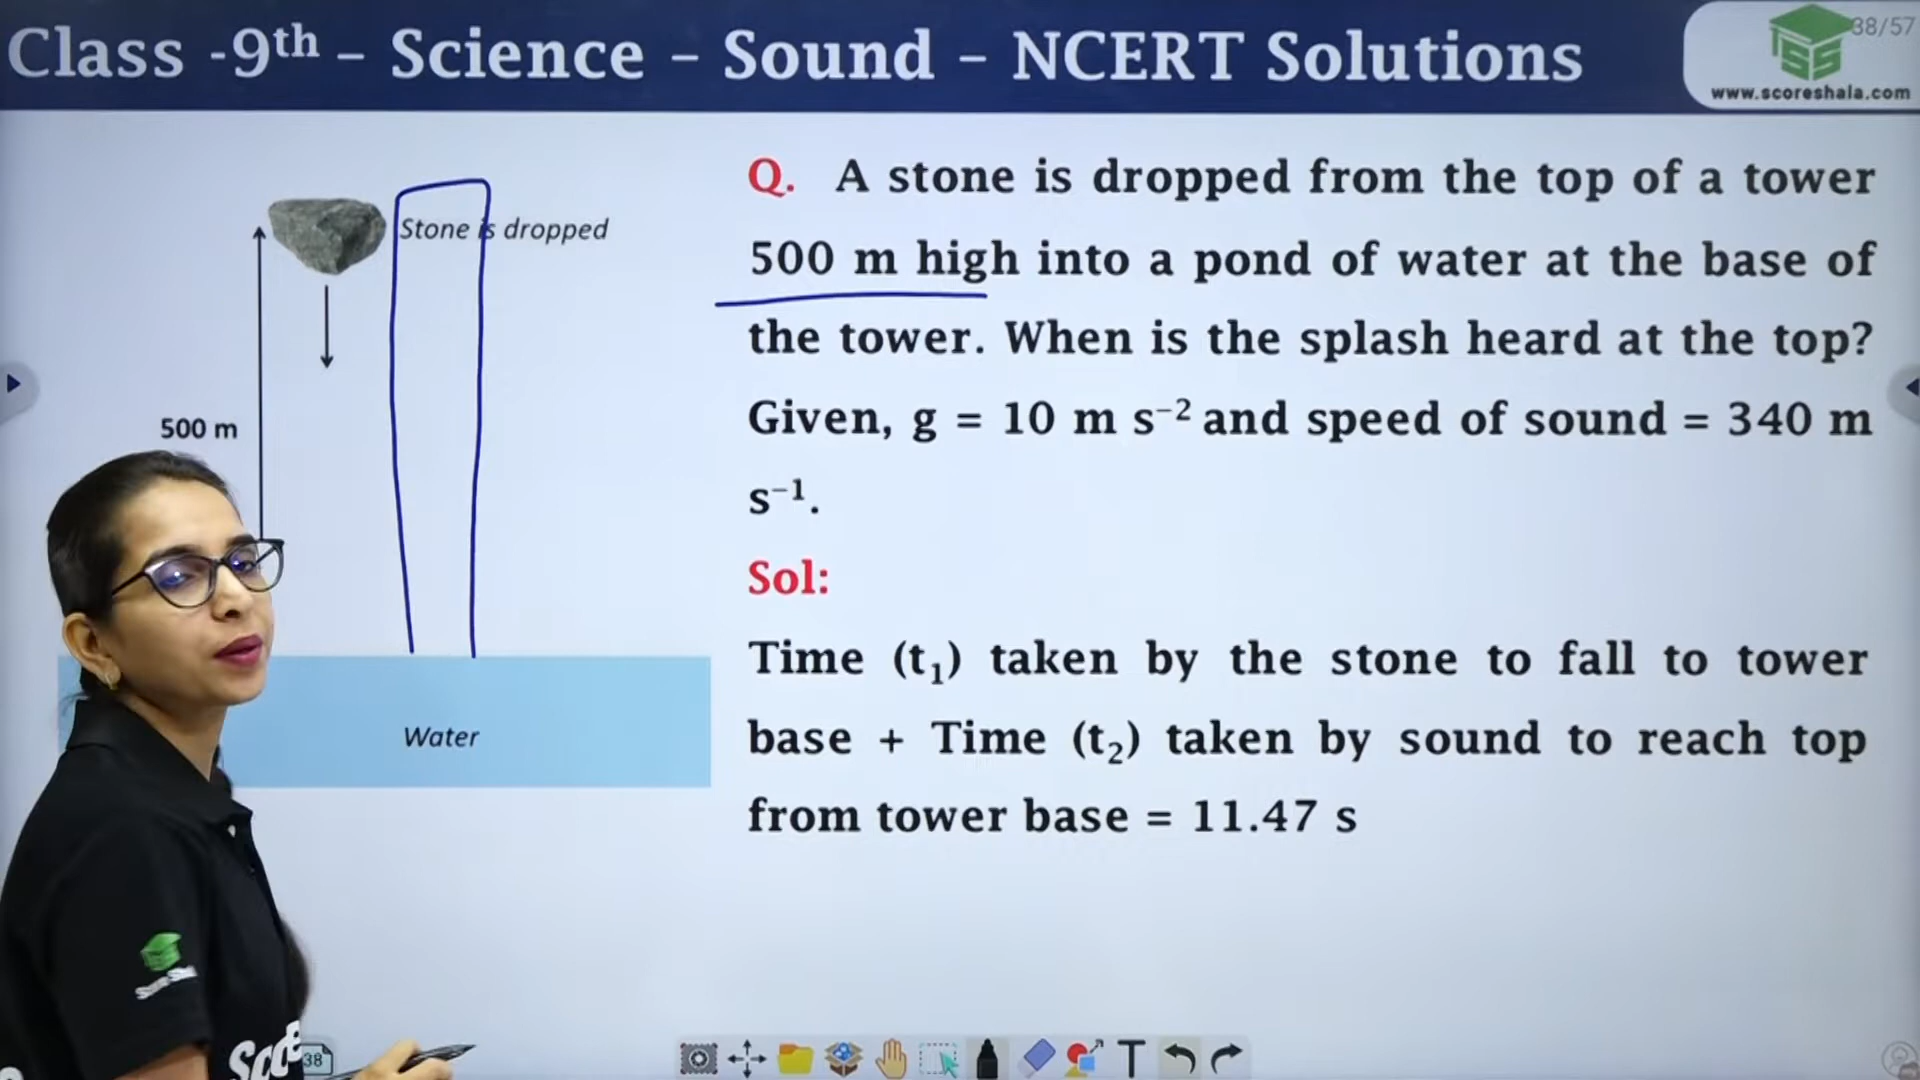 Class -9th – Science – Sound – NCERT Solutions
38/57
www.scoreshala.com
Stone is dropped
500 m
Water
Q. A stone is dropped from the top of a tower
500 m high into a pond of water at the base of
the tower. When is the splash heard at the top?
Given, g = 10 m s⁻² and speed of sound = 340 m
s⁻¹.
Sol:
Time (t₁) taken by the stone to fall to tower
base + Time (t₂) taken by sound to reach top
from tower base = 11.47 s
38
T